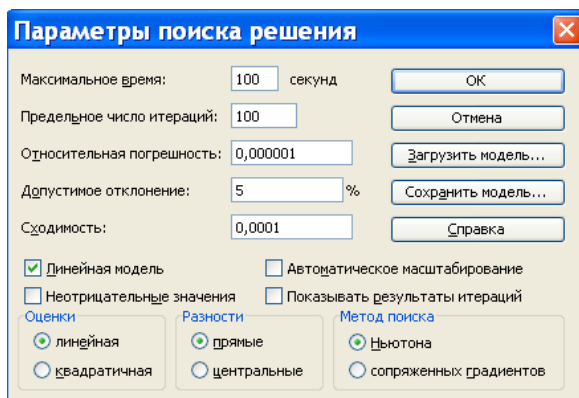 Параметры поиска решения
Максимальное время: 100 секунд OK
Предельное число итераций: 100 Отмена
Относительная погрешность: 0,000001 Загрузить модель...
Допустимое отклонение: 5 % Сохранить модель...
Сходимость: 0,0001 Справка
Линейная модель Автоматическое масштабирование
Неотрицательные значения Показывать результаты итераций
Оценки Разности Метод поиска
линейная прямые Ньютона
квадратичная центральные сопряженных градиентов